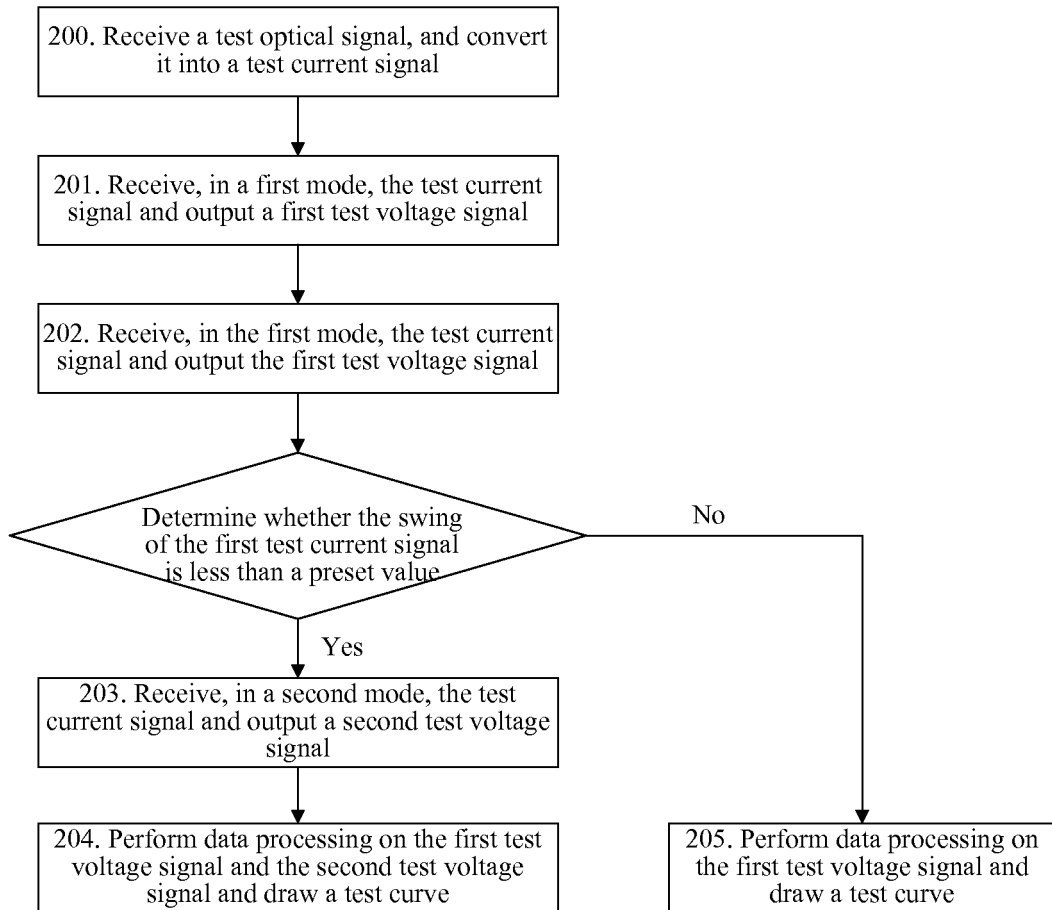 200. Receive a test optical signal, and convert
it into a test current signal
201. Receive, in a first mode, the test current
signal and output a first test voltage signal
202. Receive, in the first mode, the test current
signal and output the first test voltage signal
Determine whether the swing
of the first test current signal
is less than a preset value
No
Yes
203. Receive, in a second mode, the test
current signal and output a second test voltage
signal
204. Perform data processing on the first test
voltage signal and the second test voltage
signal and draw a test curve
205. Perform data processing on
the first test voltage signal and
draw a test curve